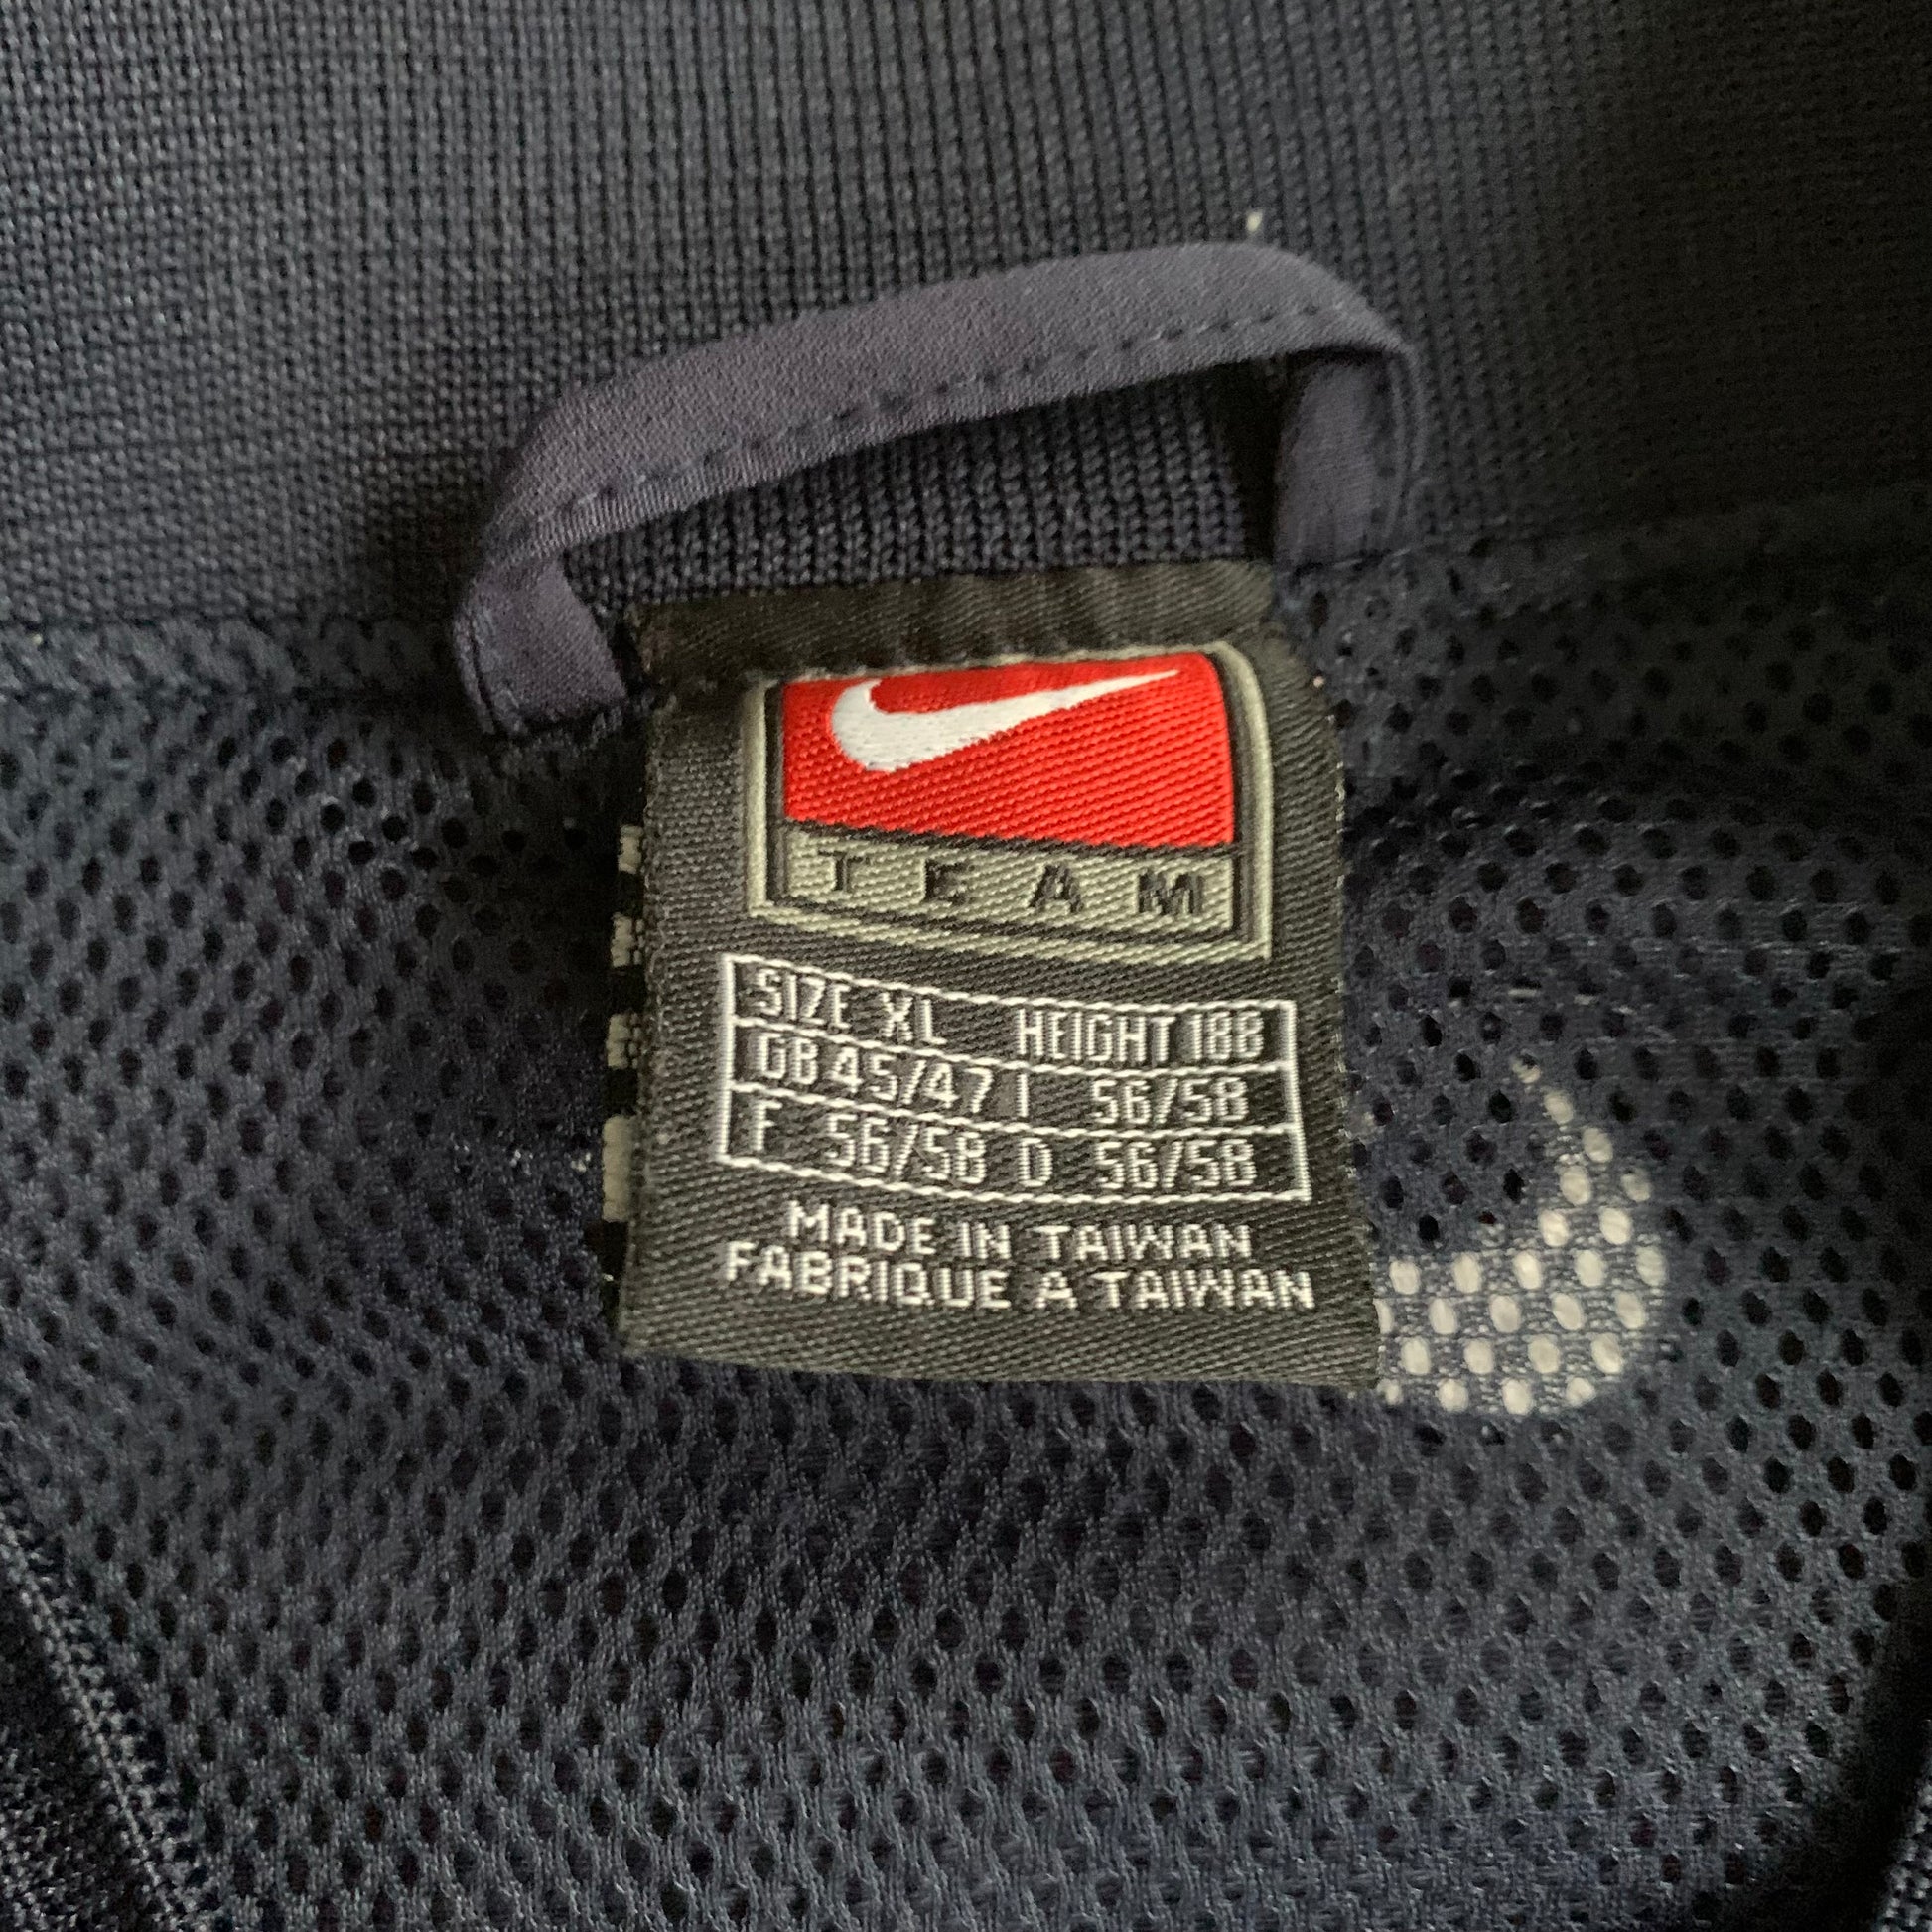 TEAM
SIZE XL HEIGHT 188
GB 45/47 I 56/58
F 56/58 D 56/58
MADE IN TAIWAN
FABRIQUE A TAIWAN